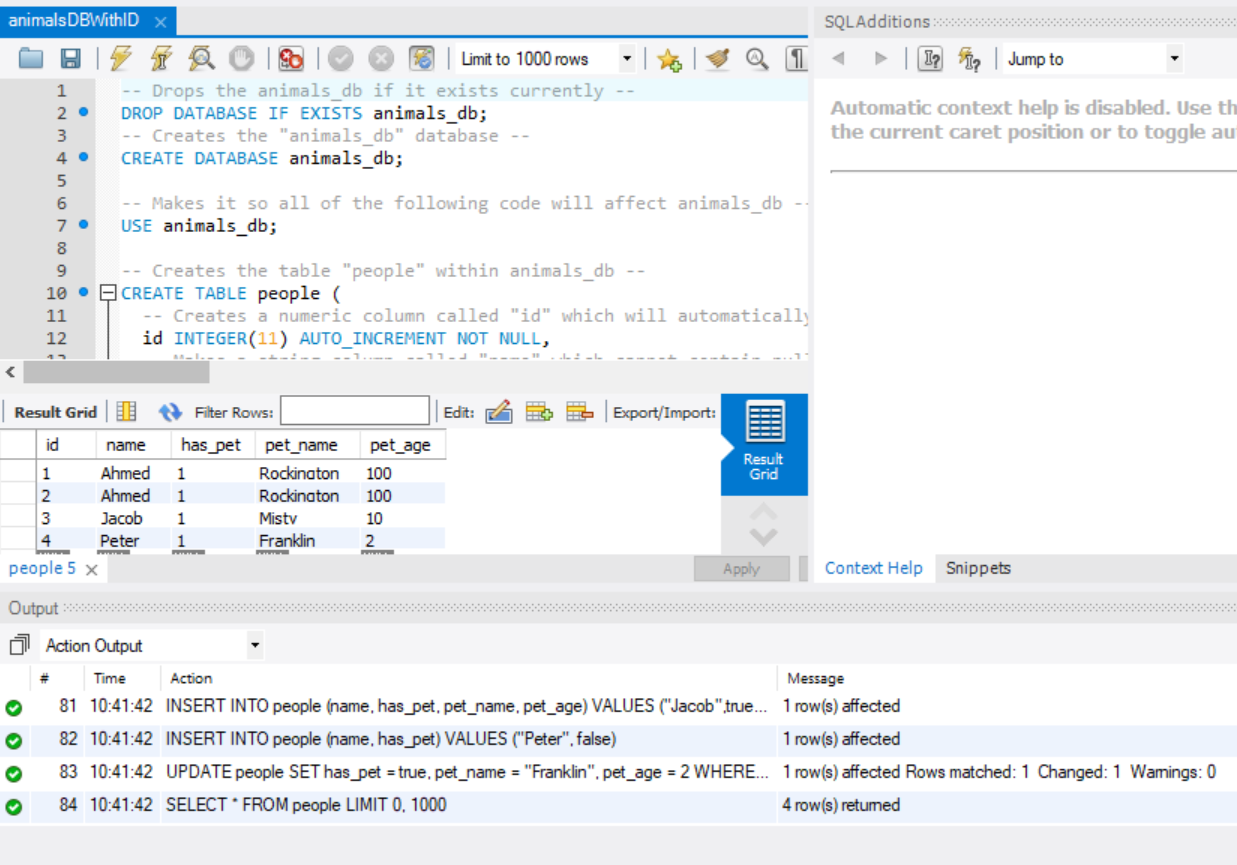 animalsDBWithID
SQLAdditions
Limit to 1000 rows
Jump to
1 -- Drops the animals_db if it exists currently --
2 DROP DATABASE IF EXISTS animals_db;
3 -- Creates the "animals_db" database --
4 CREATE DATABASE animals_db;
5
6 -- Makes it so all of the following code will affect animals_db --
7 USE animals_db;
8
9 -- Creates the table "people" within animals_db --
10 CREATE TABLE people (
11 -- Creates a numeric column called "id" which will automatically
12 id INTEGER(11) AUTO_INCREMENT NOT NULL,
Automatic context help is disabled. Use th
the current caret position or to toggle au
Result Grid Filter Rows: Edit: Export/Import:
id name has_pet pet_name pet_age
1 Ahmed 1 Rockington 100
2 Ahmed 1 Rockington 100
3 Jacob 1 Misty 10
4 Peter 1 Franklin 2
Result
Grid
people 5
Apply
Context Help Snippets
Output
Action Output
# Time Action Message
81 10:41:42 INSERT INTO people (name, has_pet, pet_name, pet_age) VALUES ("Jacob",true... 1 row(s) affected
82 10:41:42 INSERT INTO people (name, has_pet) VALUES ("Peter", false) 1 row(s) affected
83 10:41:42 UPDATE people SET has_pet = true, pet_name = "Franklin", pet_age = 2 WHERE... 1 row(s) affected Rows matched: 1 Changed: 1 Warnings: 0
84 10:41:42 SELECT * FROM people LIMIT 0, 1000 4 row(s) returned